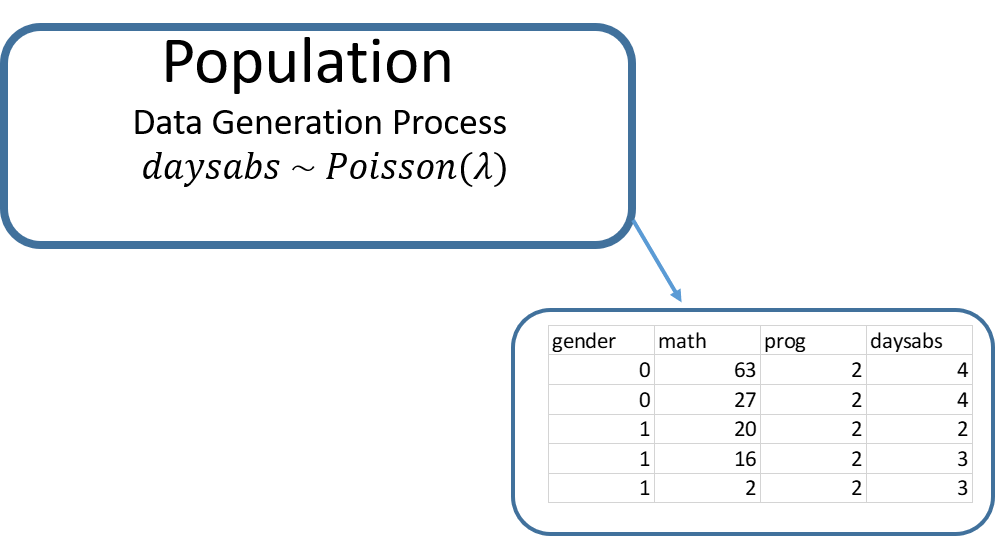 Population
Data Generation Process
daysabs ~ Poisson(λ)
gender math prog daysabs
0 63 2 4
0 27 2 4
1 20 2 2
1 16 2 3
1 2 2 3